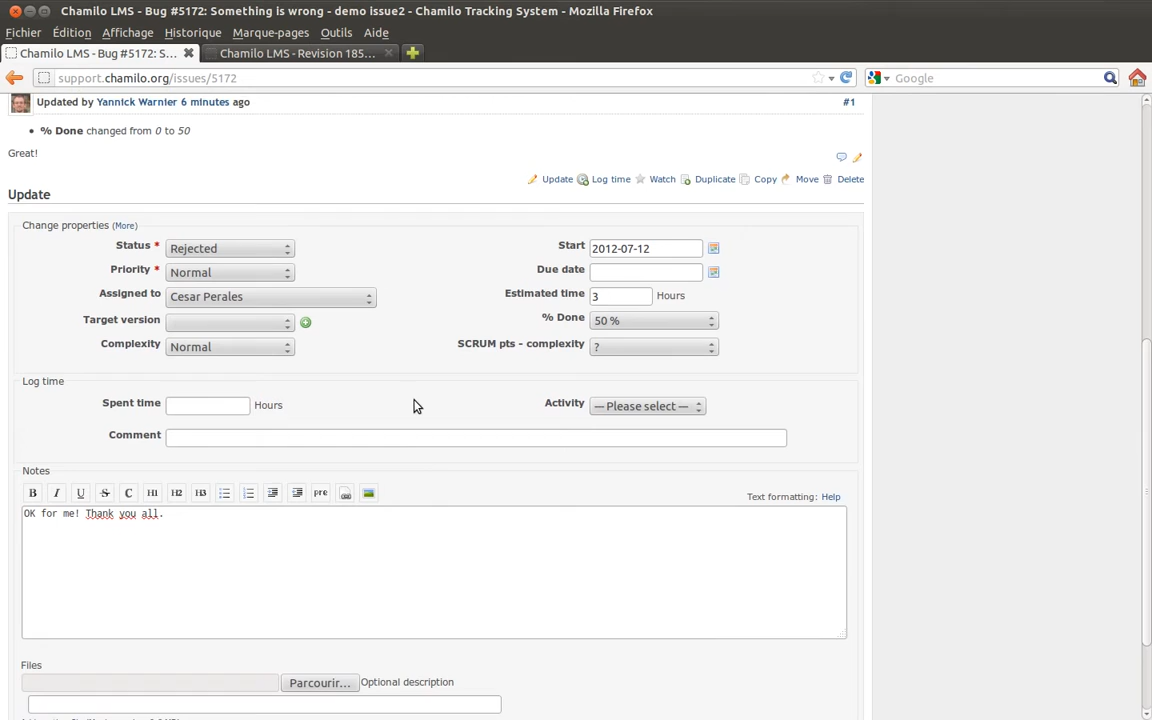 Chamilo LMS - Bug #5172: Something is wrong - demo issue2 - Chamilo Tracking System - Mozilla Firefox
Fichier Édition Affichage Historique Marque-pages Outils Aide
Chamilo LMS - Bug #5172: S... Chamilo LMS - Revision 185...
support.chamilo.org/issues/5172 Google
Updated by Yannick Warnier 6 minutes ago #1
% Done changed from 0 to 50
Great!
Update Log time Watch Duplicate Copy Move Delete
Update
Change properties (More)
Status * Rejected Start 2012-07-12
Priority * Normal Due date
Assigned to Cesar Perales Estimated time 3 Hours
Target version % Done 50 %
Complexity Normal SCRUM pts - complexity ?
Log time
Spent time Hours Activity --- Please select ---
Comment
Notes
B I U S C H1 H2 H3 pre Text formatting: Help
OK for me! Thank you all.
Files
Parcourir... Optional description